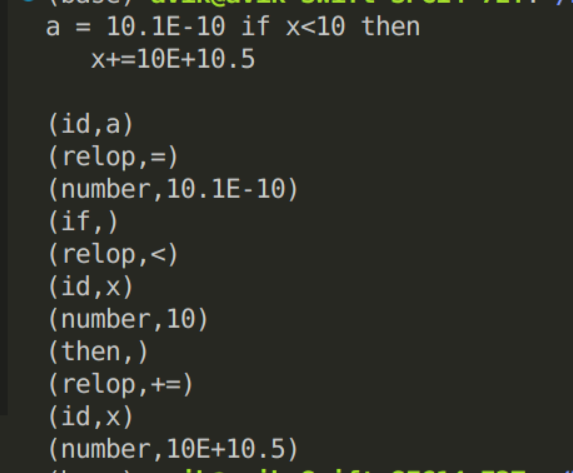 a = 10.1E-10 if x<10 then
x+=10E+10.5
(id,a)
(relop,=)
(number,10.1E-10)
(if,)
(relop,<)
(id,x)
(number,10)
(then,)
(relop,+=)
(id,x)
(number,10E+10.5)